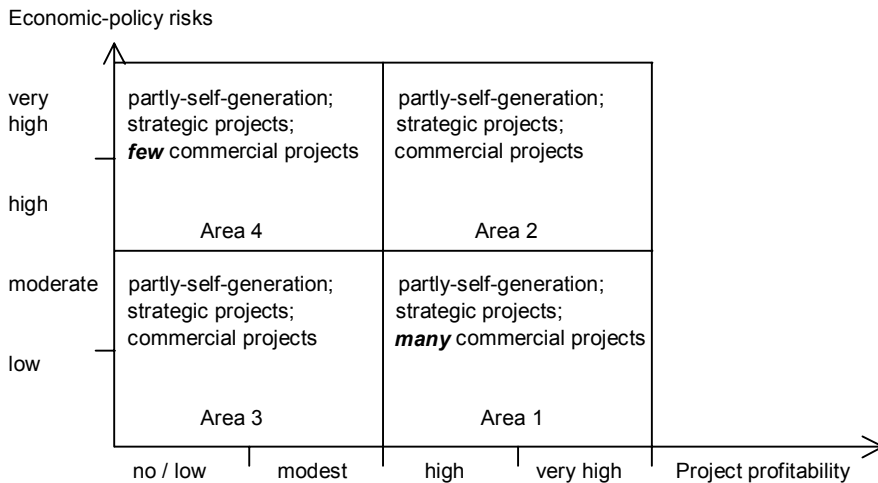 Economic-policy risks
very
high
high
moderate
low
partly-self-generation;
strategic projects;
few commercial projects
Area 4
partly-self-generation;
strategic projects;
commercial projects
Area 2
partly-self-generation;
strategic projects;
commercial projects
Area 3
partly-self-generation;
strategic projects;
many commercial projects
Area 1
no / low
modest
high
very high
Project profitability